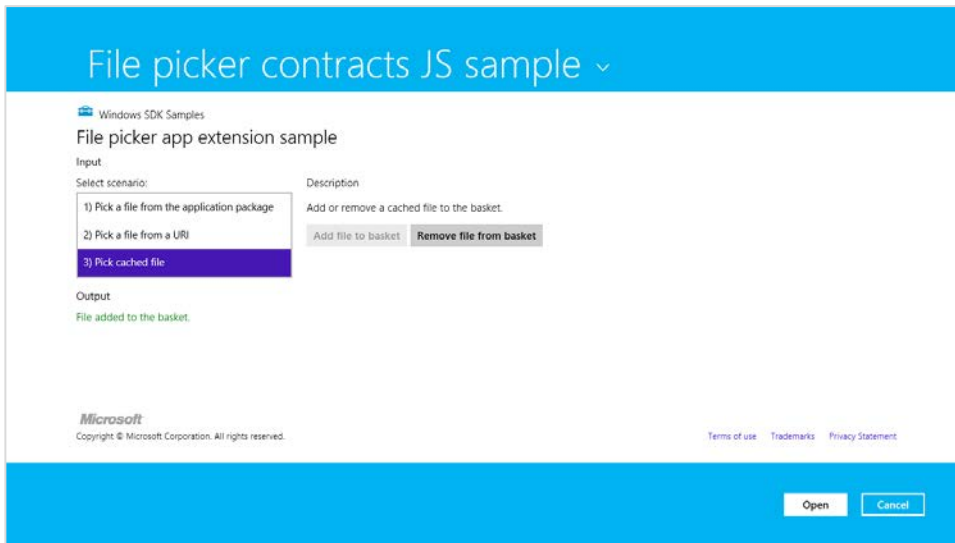 File picker contracts JS sample
Windows SDK Samples
File picker app extension sample
Input
Select scenario:
1) Pick a file from the application package
2) Pick a file from a URI
3) Pick cached file
Description
Add or remove a cached file to the basket.
Add file to basket
Remove file from basket
Output
File added to the basket.
Microsoft
Copyright © Microsoft Corporation. All rights reserved.
Terms of use
Trademarks
Privacy Statement
Open
Cancel